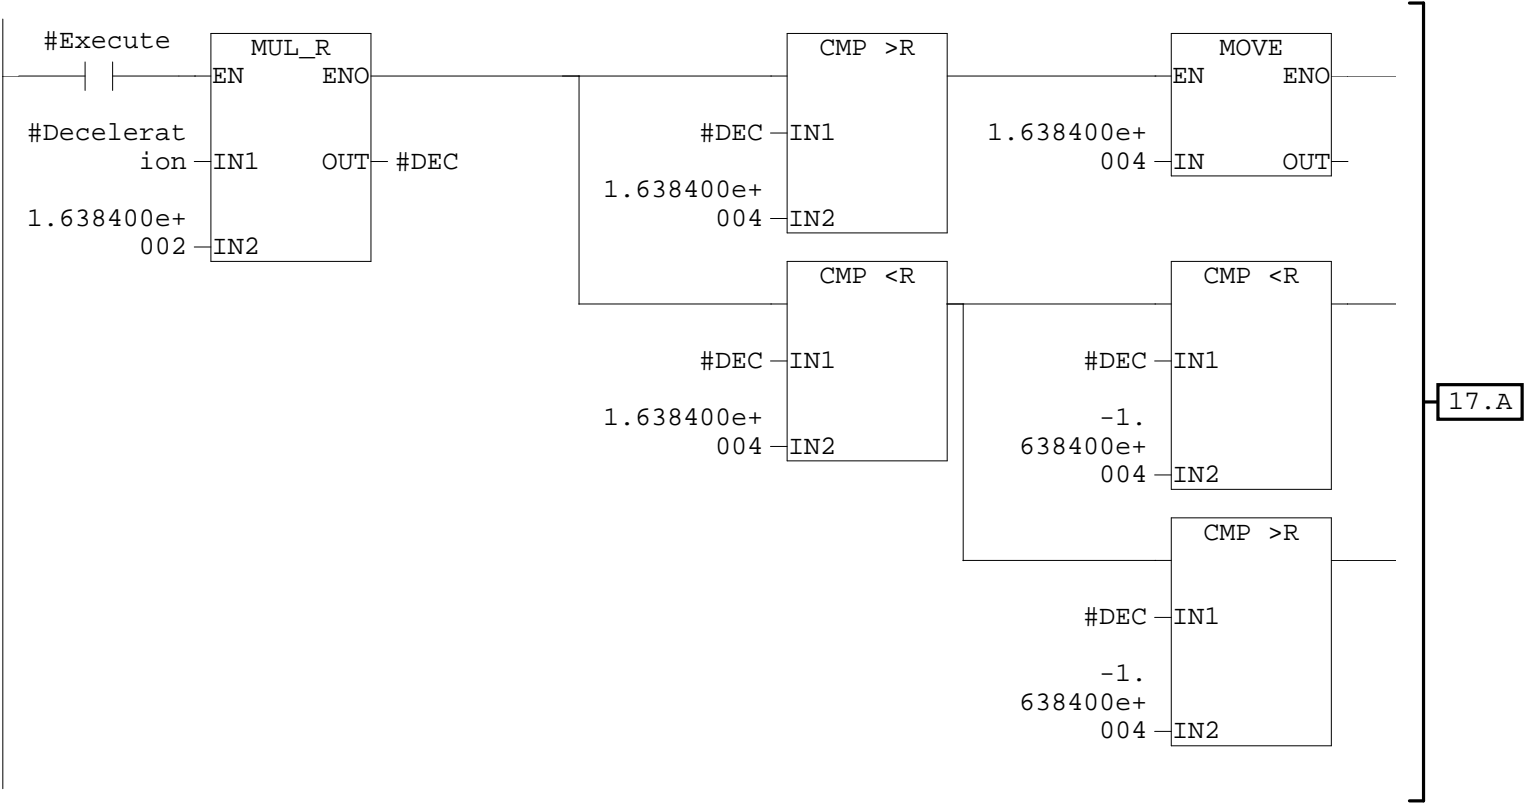 #Execute
MUL_R
EN ENO
#Decelerat
ion IN1 OUT #DEC
1.638400e+
002 IN2
CMP >R
#DEC IN1
1.638400e+
004 IN2
MOVE
EN ENO
1.638400e+
004 IN OUT
CMP <R
#DEC IN1
1.638400e+
004 IN2
CMP <R
#DEC IN1
-1.
638400e+
004 IN2
CMP >R
#DEC IN1
-1.
638400e+
004 IN2
17.A